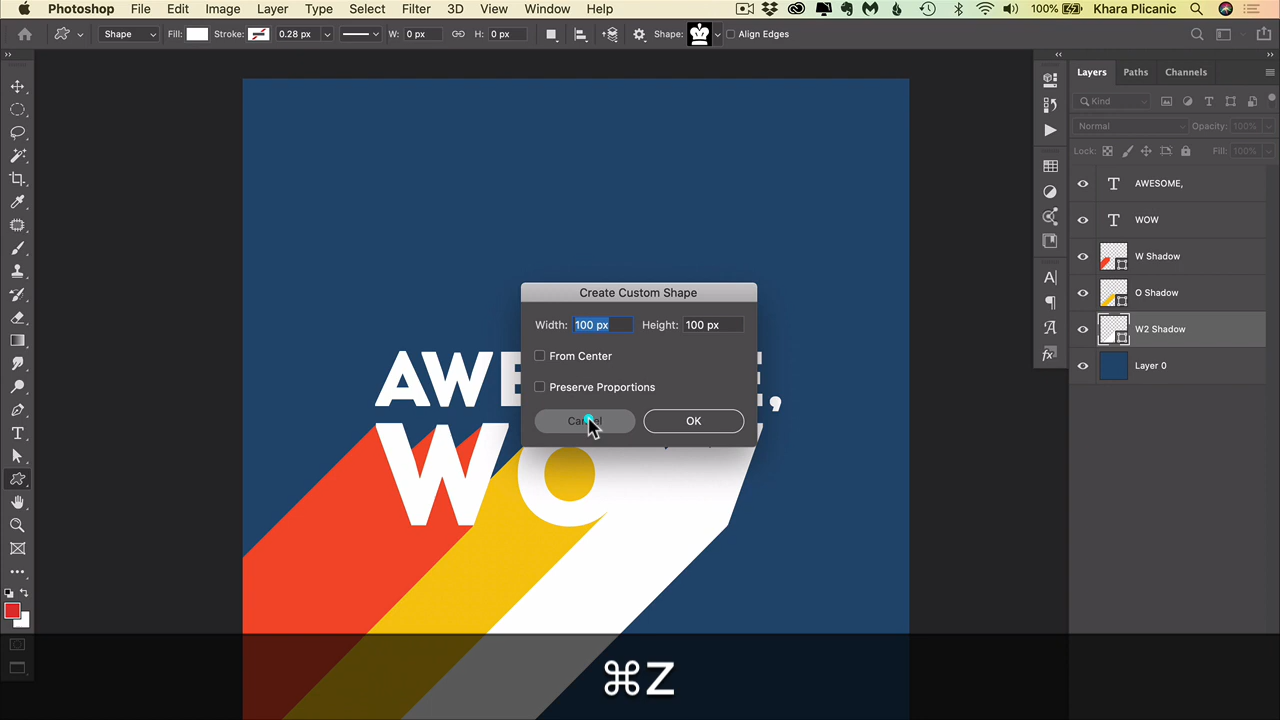 Photoshop File Edit Image Layer Type Select Filter 3D View Window Help 100% Khara Plicanic
Shape Fill: Stroke: 0.28 px W: 0 px H: 0 px Shape: Align Edges
Layers Paths Channels
Kind
Normal Opacity: 100%
Lock: Fill: 100%
AWESOME,
WOW
W Shadow
O Shadow
W2 Shadow
Layer 0
Create Custom Shape
Width: 100 px Height: 100 px
From Center
Preserve Proportions
Cancel OK
AWE E,
WO
⌘Z